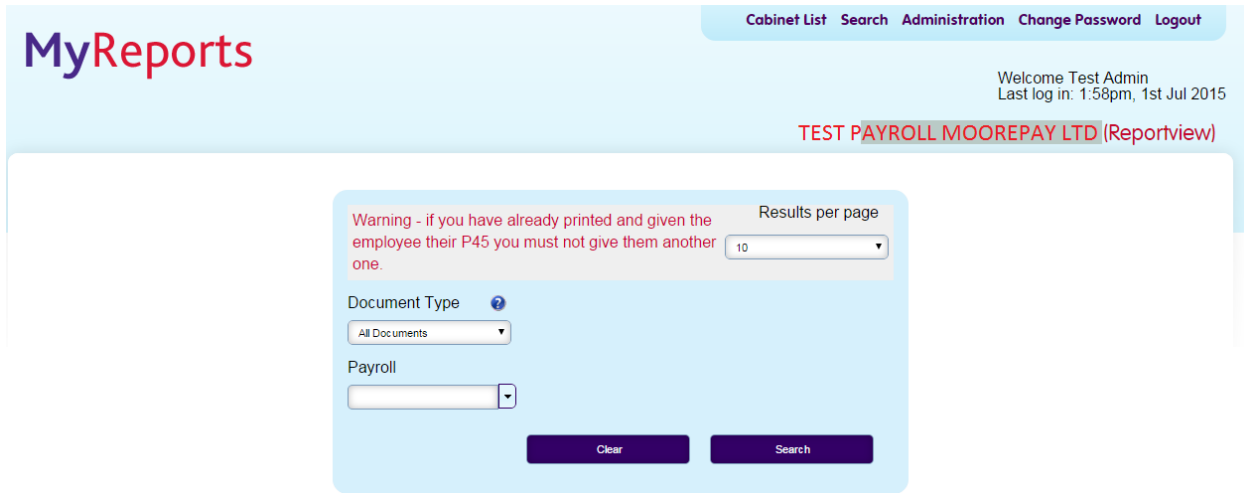 Cabinet List Search Administration Change Password Logout
MyReports
Welcome Test Admin
Last log in: 1:58pm, 1st Jul 2015
TEST PAYROLL MOOREPAY LTD (Reportview)
Warning - if you have already printed and given the
employee their P45 you must not give them another
one.
Results per page
10
Document Type ?
All Documents
Payroll
Clear Search